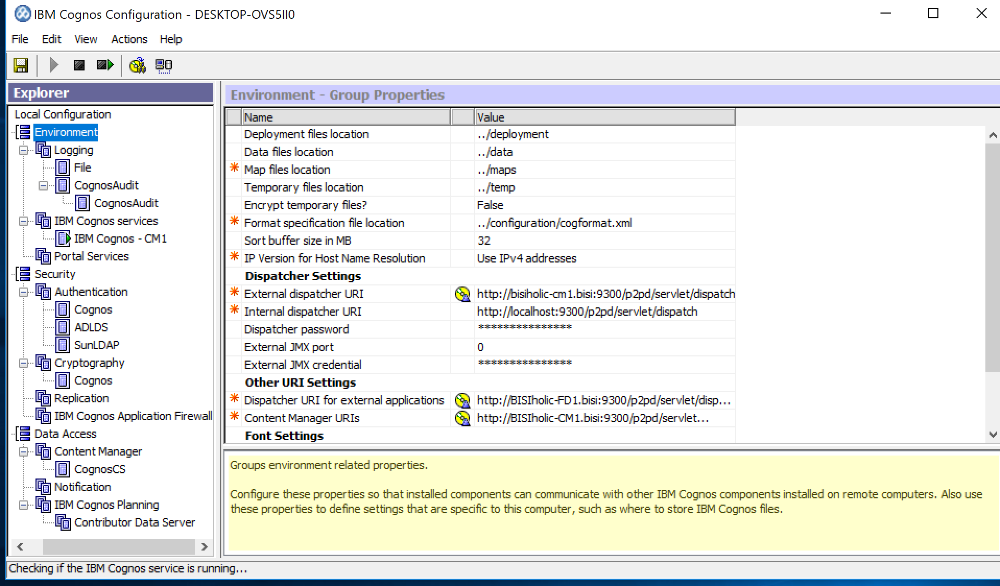 IBM Cognos Configuration - DESKTOP-OVS5II0
File Edit View Actions Help
Explorer
Local Configuration
Environment
Logging
File
CognosAudit
CognosAudit
IBM Cognos services
IBM Cognos - CM1
Portal Services
Security
Authentication
Cognos
ADLDS
SunLDAP
Cryptography
Cognos
Replication
IBM Cognos Application Firewall
Data Access
Content Manager
CognosCS
Notification
IBM Cognos Planning
Contributor Data Server
Environment - Group Properties
Name Value
Deployment files location ../deployment
Data files location ../data
* Map files location ../maps
Temporary files location ../temp
Encrypt temporary files? False
* Format specification file location ../configuration/cogformat.xml
Sort buffer size in MB 32
* IP Version for Host Name Resolution Use IPv4 addresses
Dispatcher Settings
* External dispatcher URI http://bisiholic-cm1.bisi:9300/p2pd/servlet/dispatch
* Internal dispatcher URI http://localhost:9300/p2pd/servlet/dispatch
Dispatcher password ***************
External JMX port 0
External JMX credential ***************
Other URI Settings
* Dispatcher URI for external applications http://BISIholic-FD1.bisi:9300/p2pd/servlet/disp...
* Content Manager URIs http://BISIholic-CM1.bisi:9300/p2pd/servlet...
Font Settings
Groups environment related properties.
Configure these properties so that installed components can communicate with other IBM Cognos components installed on remote computers. Also use
these properties to define settings that are specific to this computer, such as where to store IBM Cognos files.
Checking if the IBM Cognos service is running...